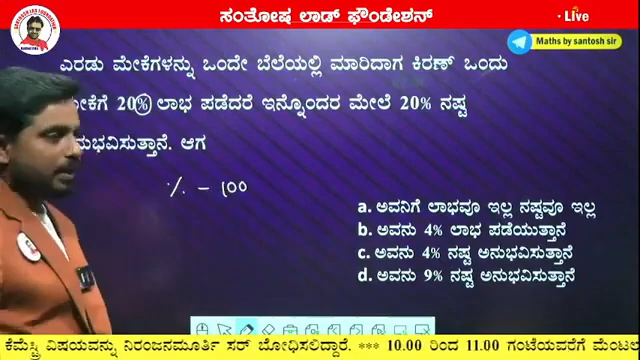 ಸಂತೋಷ ಲಾಡ್ ಫೌಂಡೇಶನ್
Live
Maths by santosh sir
ಎರಡು ಮೇಕೆಗಳನ್ನು ಒಂದೇ ಬೆಲೆಯಲ್ಲಿ ಮಾರಿದಾಗ ಕಿರಣ್ ಒಂದು
ಮೇಕೆಗೆ 20% ಲಾಭ ಪಡೆದರೆ ಇನ್ನೊಂದರ ಮೇಲೆ 20% ನಷ್ಟ
ನುಭವಿಸುತ್ತಾನೆ. ಆಗ
% - 100
a. ಅವನಿಗೆ ಲಾಭವೂ ಇಲ್ಲ ನಷ್ಟವೂ ಇಲ್ಲ
b. ಅವನು 4% ಲಾಭ ಪಡೆಯುತ್ತಾನೆ
c. ಅವನು 4% ನಷ್ಟ ಅನುಭವಿಸುತ್ತಾನೆ
d. ಅವನು 9% ನಷ್ಟ ಅನುಭವಿಸುತ್ತಾನೆ
ಕೆಮೆಸ್ಟ್ರಿ ವಿಷಯವನ್ನು ನಿರಂಜನಮೂರ್ತಿ ಸರ್ ಬೋಧಿಸಲಿದ್ದಾರೆ. *** 10.00 ರಿಂದ 11.00 ಗಂಟೆಯವರೆಗೆ ಮೆಂಟಲ